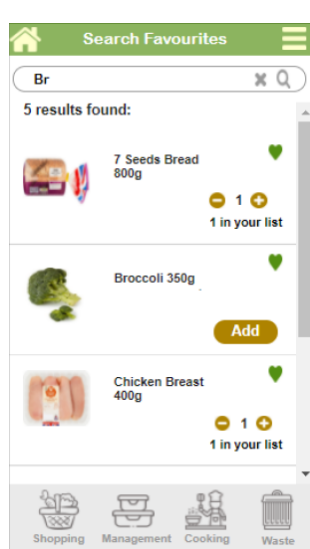 Search Favourites
Br
5 results found:
7 Seeds Bread
800g
1
1 in your list
Broccoli 350g
Add
Chicken Breast
400g
1
1 in your list
Shopping Management Cooking Waste